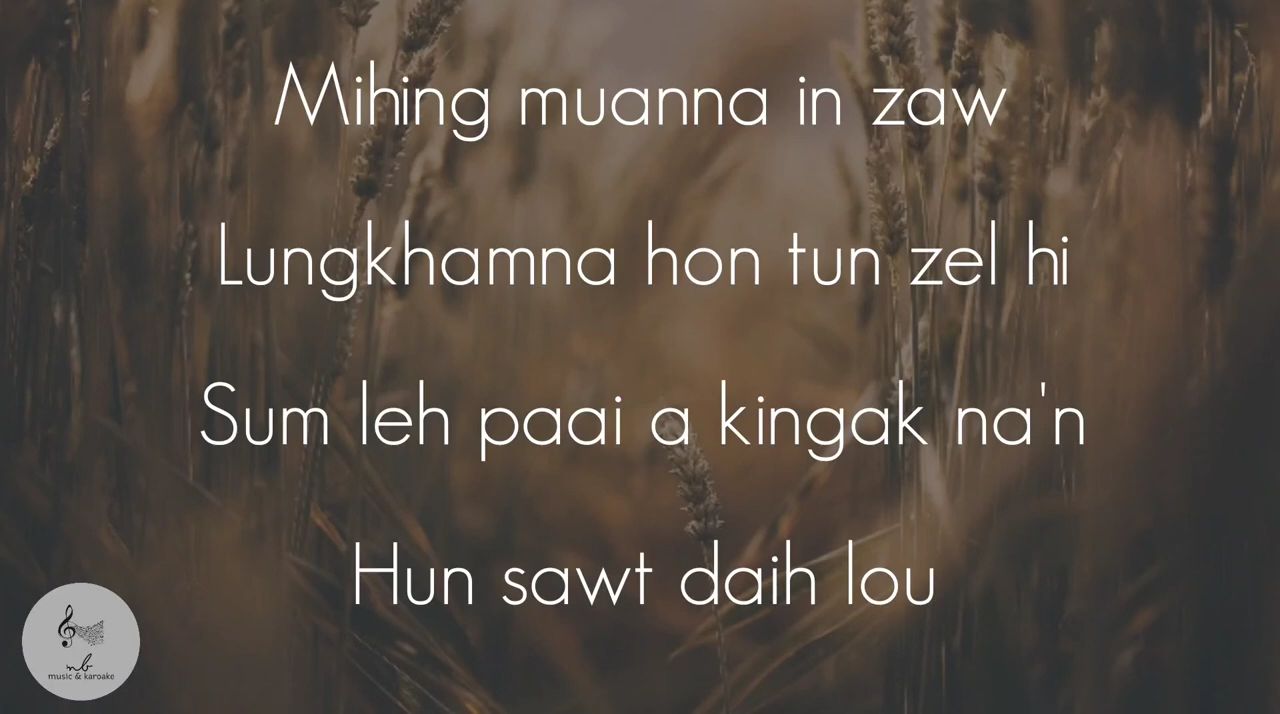 Mihing muanna in zaw
Lungkhamna hon tun zel hi
Sum leh paai a kingak na'n
Hun sawt daih lou
nb
music & karoake